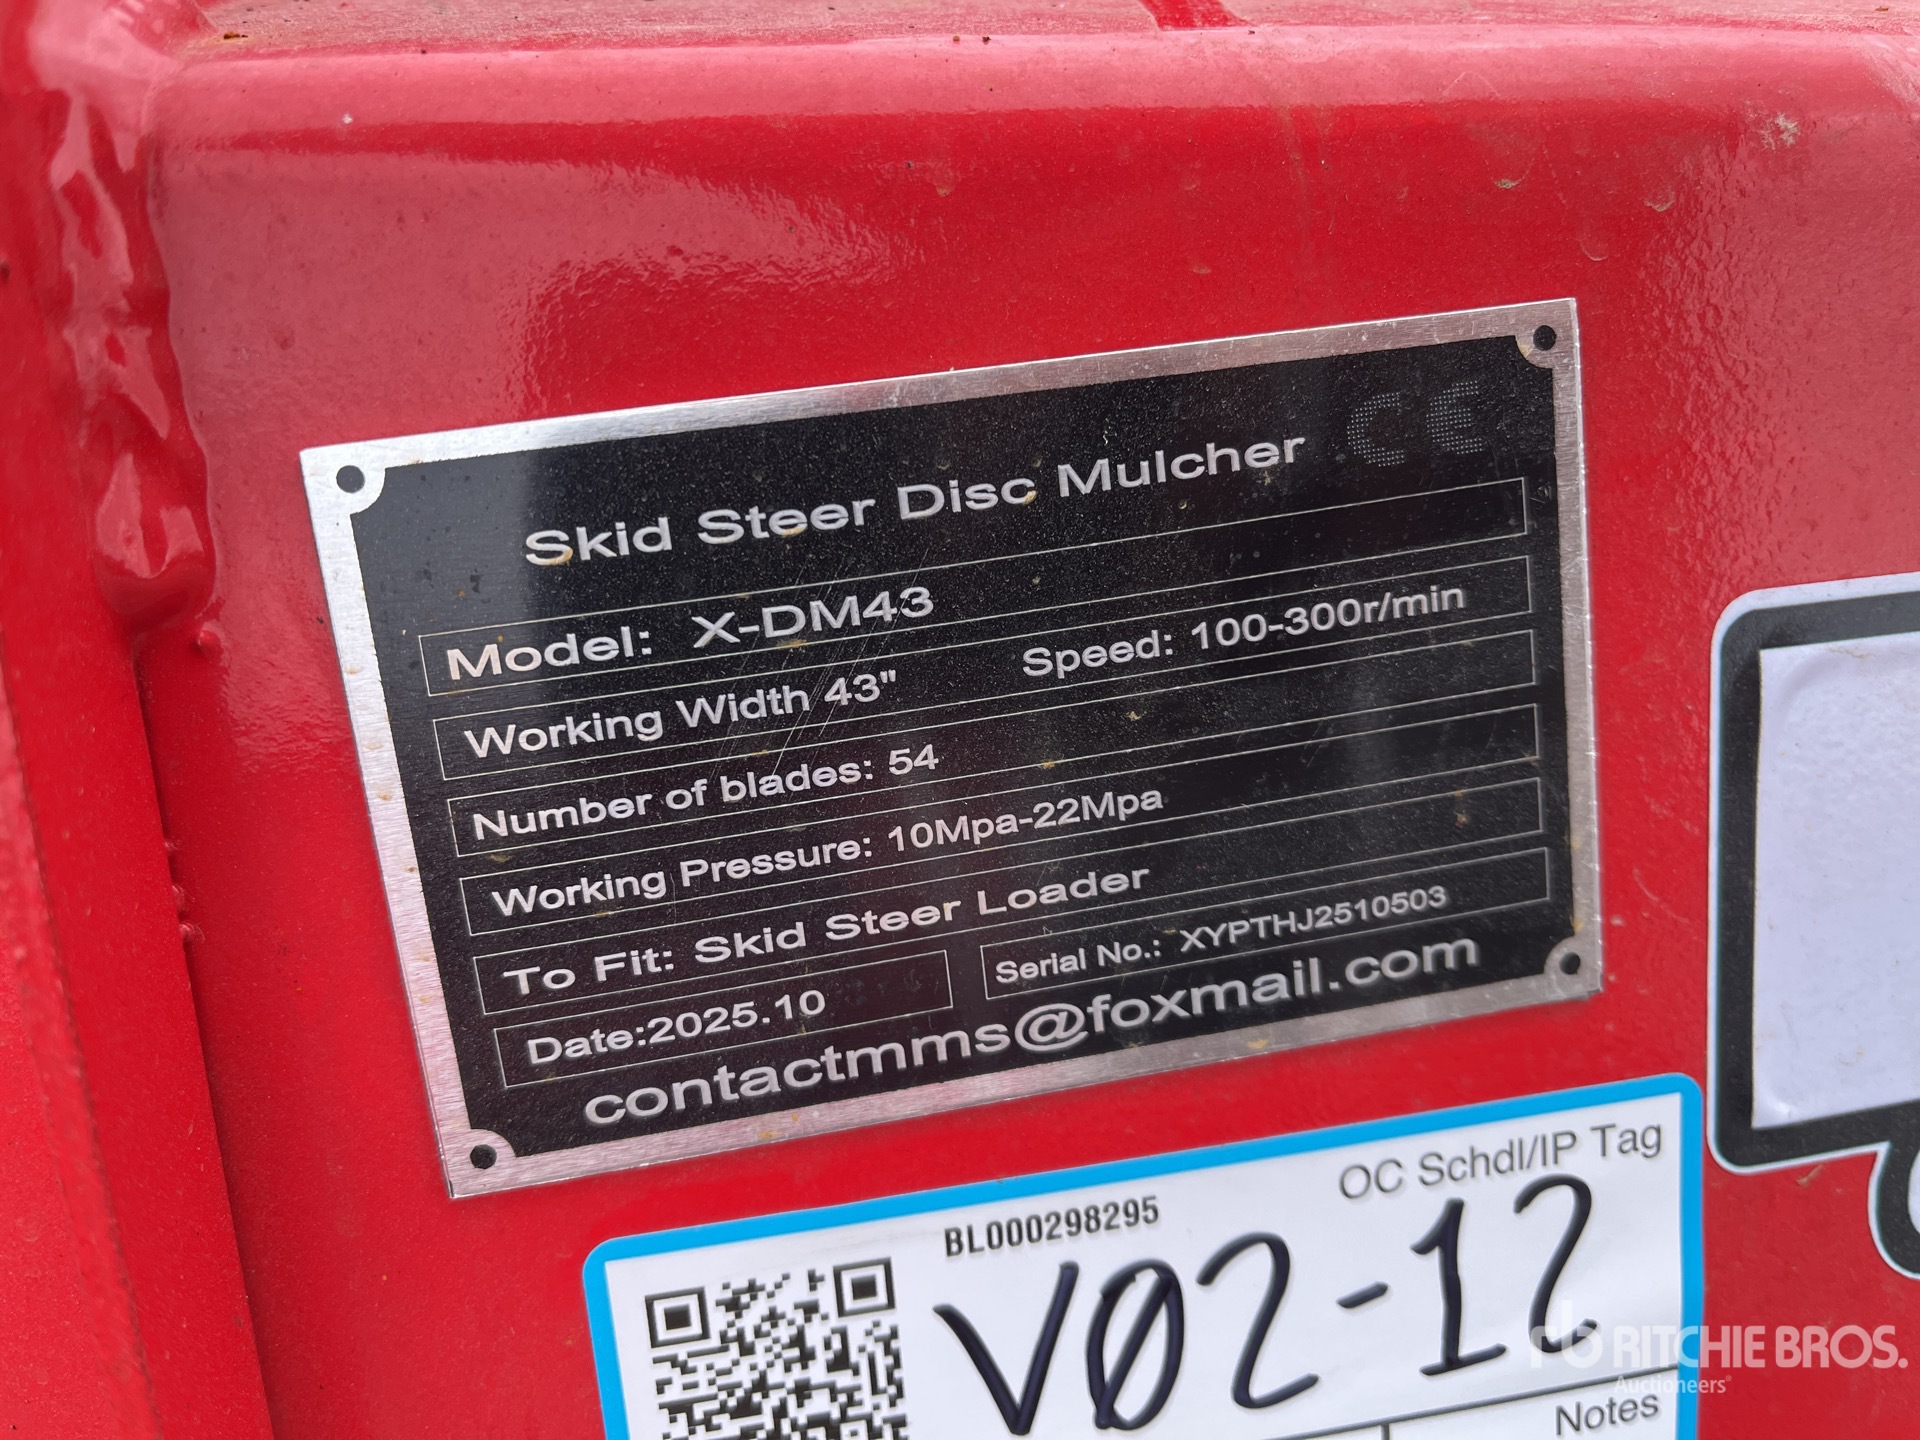 Skid Steer Disc Mulcher CE
Model: X-DM43
Working Width 43" Speed: 100-300r/min
Number of blades: 54
Working Pressure: 10Mpa-22Mpa
To Fit: Skid Steer Loader
Date:2025.10 Serial No.: XYPTHJ2510503
contactmms@foxmail.com
OC Schdl/IP Tag
BL000298295
V02-12
Notes
rb RITCHIE BROS.
Auctioneers